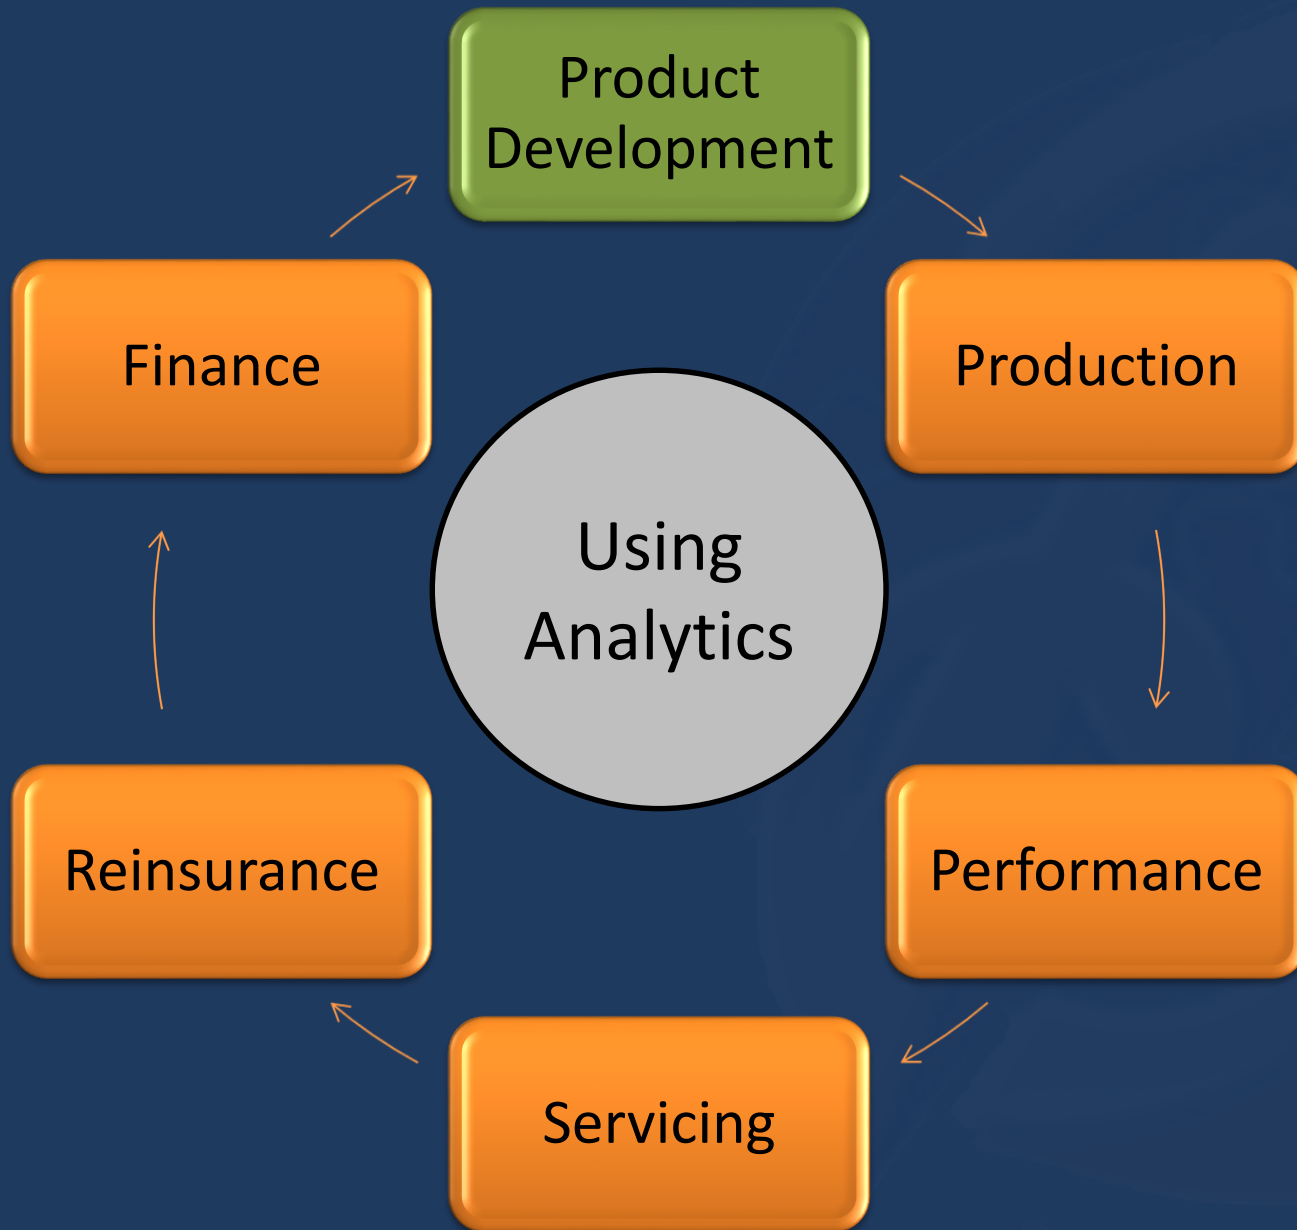 Product
Development
Finance
Production
Using
Analytics
Reinsurance
Performance
Servicing